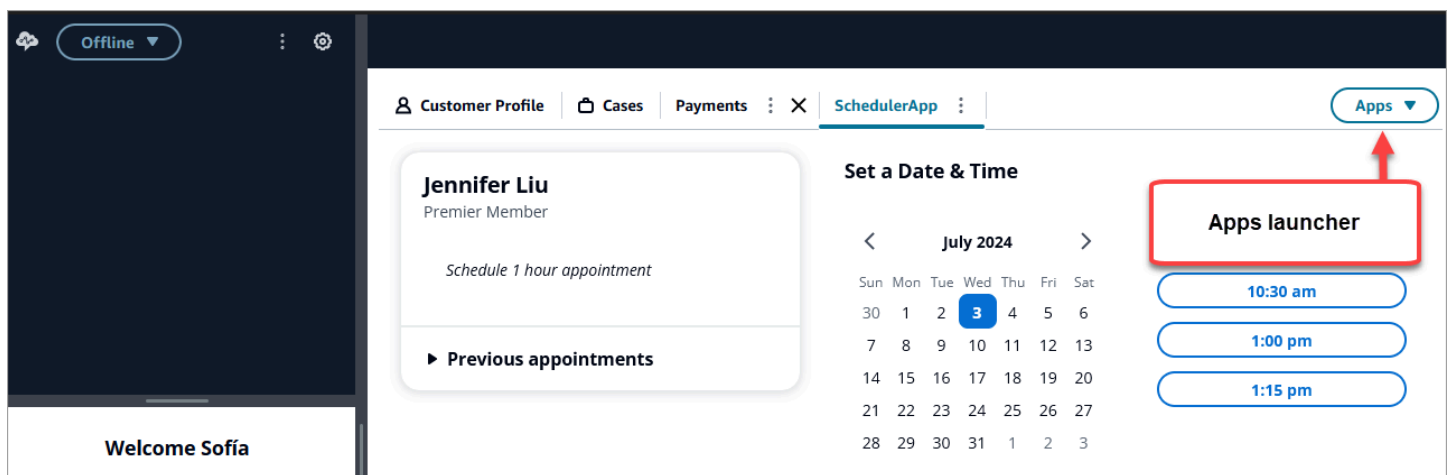 Offline
Customer Profile
Cases
Payments
SchedulerApp
Apps
Jennifer Liu
Premier Member
Schedule 1 hour appointment
Previous appointments
Set a Date & Time
July 2024
Sun Mon Tue Wed Thu Fri Sat
30 1 2 3 4 5 6
7 8 9 10 11 12 13
14 15 16 17 18 19 20
21 22 23 24 25 26 27
28 29 30 31 1 2 3
Apps launcher
10:30 am
1:00 pm
1:15 pm
Welcome Sofía